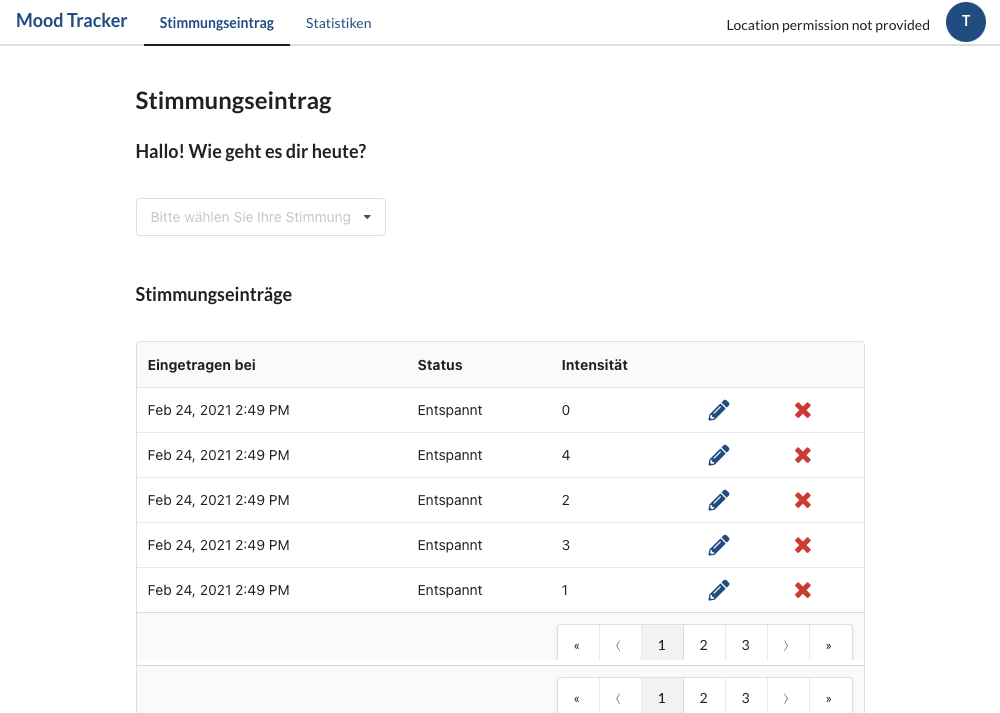 Mood Tracker Stimmungseintrag Statistiken Location permission not provided T
Stimmungseintrag
Hallo! Wie geht es dir heute?
Bitte wählen Sie Ihre Stimmung
Stimmungseinträge
Eingetragen bei Status Intensität
Feb 24, 2021 2:49 PM Entspannt 0
Feb 24, 2021 2:49 PM Entspannt 4
Feb 24, 2021 2:49 PM Entspannt 2
Feb 24, 2021 2:49 PM Entspannt 3
Feb 24, 2021 2:49 PM Entspannt 1
« 〈 1 2 3 〉 »
« 〈 1 2 3 〉 »